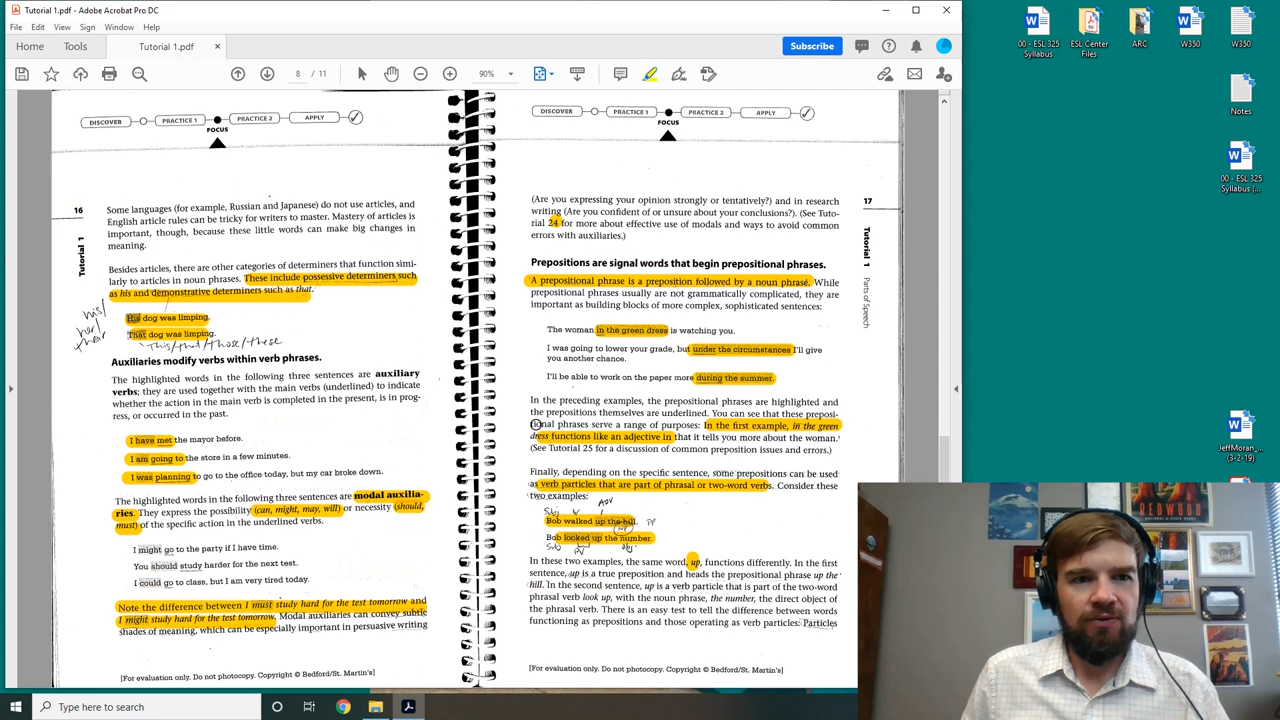 Tutorial 1.pdf - Adobe Acrobat Pro DC
File Edit View Sign Window Help
Home Tools Tutorial 1.pdf × Subscribe
8 / 11 90%
DISCOVER PRACTICE 1 PRACTICE 2 APPLY
FOCUS
16
Tutorial 1
Some languages (for example, Russian and Japanese) do not use articles, and
English article rules can be tricky for writers to master. Mastery of articles is
important, though, because these little words can make big changes in
meaning.
Besides articles, there are other categories of determiners that function simi-
larly to articles in noun phrases. These include possessive determiners such
as his and demonstrative determiners such as that.
His dog was limping.
That dog was limping.
his/
her/
their
This/that/those/these
Auxiliaries modify verbs within verb phrases.
The highlighted words in the following three sentences are auxiliary
verbs; they are used together with the main verbs (underlined) to indicate
whether the action in the main verb is completed in the present, is in prog-
ress, or occurred in the past.
I have met the mayor before.
I am going to the store in a few minutes.
I was planning to go to the office today, but my car broke down.
The highlighted words in the following three sentences are modal auxilia-
ries. They express the possibility (can, might, may, will) or necessity (should,
must) of the specific action in the underlined verbs.
I might go to the party if I have time.
You should study harder for the next test.
I could go to class, but I am very tired today.
Note the difference between I must study hard for the test tomorrow and
I might study hard for the test tomorrow. Modal auxiliaries can convey subtle
shades of meaning, which can be especially important in persuasive writing
[For evaluation only. Do not photocopy. Copyright © Bedford/St. Martin's.]
DISCOVER PRACTICE 1 PRACTICE 2 APPLY
FOCUS
17
Tutorial 1 Parts of Speech
(Are you expressing your opinion strongly or tentatively?) and in research
writing (Are you confident of or unsure about your conclusions?). (See Tuto-
rial 24 for more about effective use of modals and ways to avoid common
errors with auxiliaries.)
Prepositions are signal words that begin prepositional phrases.
A prepositional phrase is a preposition followed by a noun phrase. While
prepositional phrases usually are not grammatically complicated, they are
important as building blocks of more complex, sophisticated sentences:
The woman in the green dress is watching you.
I was going to lower your grade, but under the circumstances I'll give
you another chance.
I'll be able to work on the paper more during the summer.
In the preceding examples, the prepositional phrases are highlighted and
the prepositions themselves are underlined. You can see that these preposi-
tional phrases serve a range of purposes: In the first example, in the green
dress functions like an adjective in that it tells you more about the woman.
(See Tutorial 25 for a discussion of common preposition issues and errors.)
Finally, depending on the specific sentence, some prepositions can be used
as verb particles that are part of phrasal or two-word verbs. Consider these
two examples:
Subj V ADV
Bob walked up the hill. PP
NP
Bob looked up the number.
Sub PV obj.
In these two examples, the same word, up, functions differently. In the first
sentence, up is a true preposition and heads the prepositional phrase up the
hill. In the second sentence, up is a verb particle that is part of the two-word
phrasal verb look up, with the noun phrase, the number, the direct object of
the phrasal verb. There is an easy test to tell the difference between words
functioning as prepositions and those operating as verb particles: Particles
[For evaluation only. Do not photocopy. Copyright © Bedford/St. Martin's.]
00 - ESL 325
Syllabus
ESL Center
Files
ARC
W350
W350
Notes
00 - ESL 325
Syllabus (...
JeffMoran_
(3-2-19)
REDWOOD
Type here to search